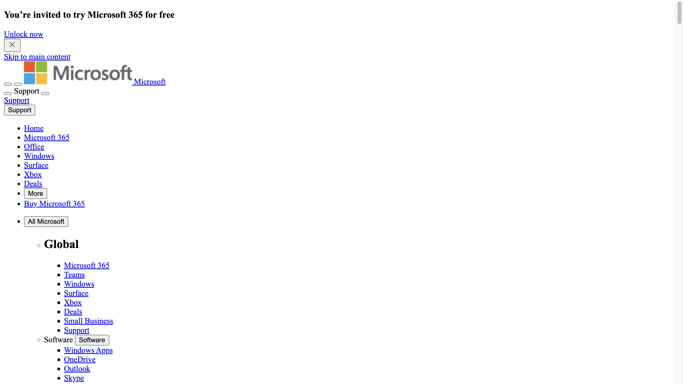 You're invited to try Microsoft 365 for free
Unlock now
Skip to main content
Microsoft Microsoft
Support
Support
Support
Home
Microsoft 365
Office
Windows
Surface
Xbox
Deals
More
Buy Microsoft 365
All Microsoft
Global
Microsoft 365
Teams
Windows
Surface
Xbox
Deals
Small Business
Support
Software Software
Windows Apps
OneDrive
Outlook
Skype